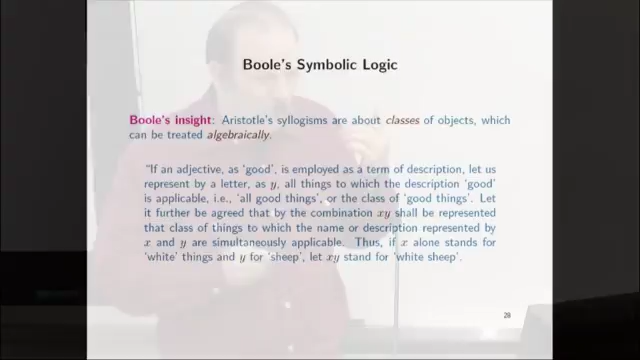 Boole's Symbolic Logic
Boole's insight: Aristotle's syllogisms are about classes of objects, which
can be treated algebraically.
"If an adjective, as 'good', is employed as a term of description, let us
represent by a letter, as y, all things to which the description 'good'
is applicable, i.e., 'all good things', or the class of 'good things'. Let
it further be agreed that by the combination xy shall be represented
that class of things to which the name or description represented by
x and y are simultaneously applicable. Thus, if x alone stands for
'white' things and y for 'sheep', let xy stand for 'white sheep'.
28